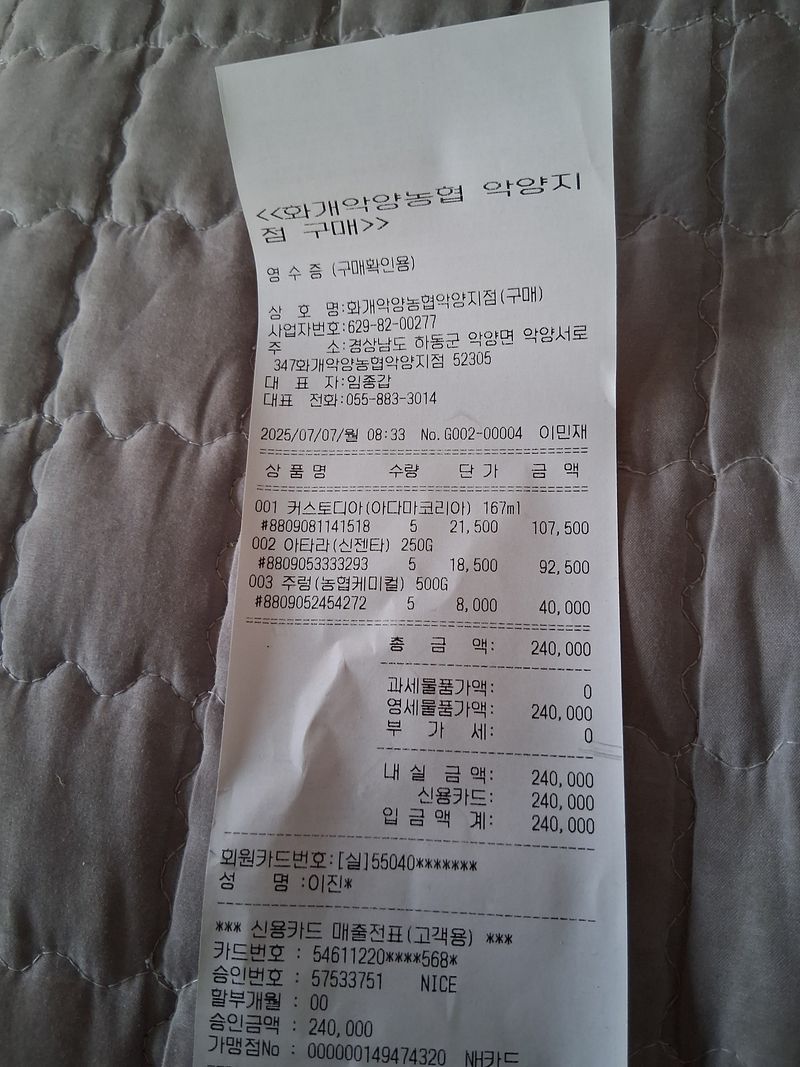 <<화개악양농협 악양지
점 구매>>
영 수 증 (구매확인용)
상 호 명:화개악양농협악양지점(구매)
사업자번호:629-82-00277
주 소:경상남도 하동군 악양면 악양서로
347화개악양농협악양지점 52305
대 표 자:임종갑
대표 전화:055-883-3014
2025/07/07/월 08:33 No.G002-00004 이민재
상 품 명 수량 단 가 금 액
001 커스토디아(아다마코리아) 167ml
#8809081141518 5 21,500 107,500
002 아타라(신젠타) 250G
#8809053333293 5 18,500 92,500
003 주렁(농협케미컬) 500G
#8809052454272 5 8,000 40,000
총 금 액: 240,000
과세물품가액: 0
영세물품가액: 240,000
부 가 세: 0
내 실 금 액: 240,000
신용카드: 240,000
입 금 액 계: 240,000
회원카드번호:[실]55040*******
성 명 :이진*
*** 신용카드 매출전표(고객용) ***
카드번호 : 54611220****568*
승인번호 : 57533751 NICE
할부개월 : 00
승인금액 : 240,000
가맹점No : 000000149474320 NH카드